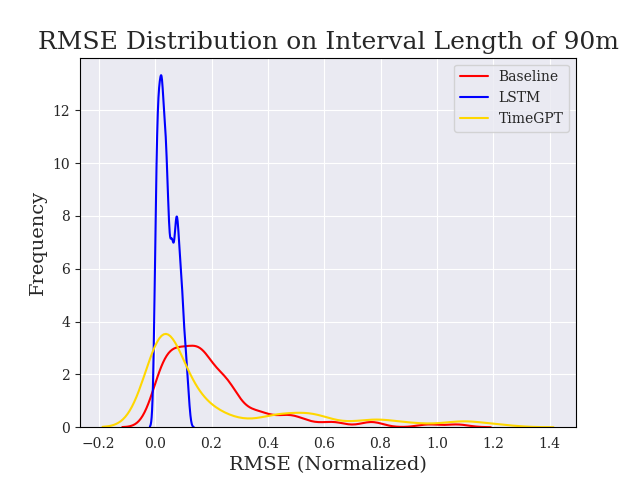 RMSE Distribution on Interval Length of 90m
Baseline
LSTM
TimeGPT
Frequency
12
10
8
6
4
2
0
−0.2 0.0 0.2 0.4 0.6 0.8 1.0 1.2 1.4
RMSE (Normalized)